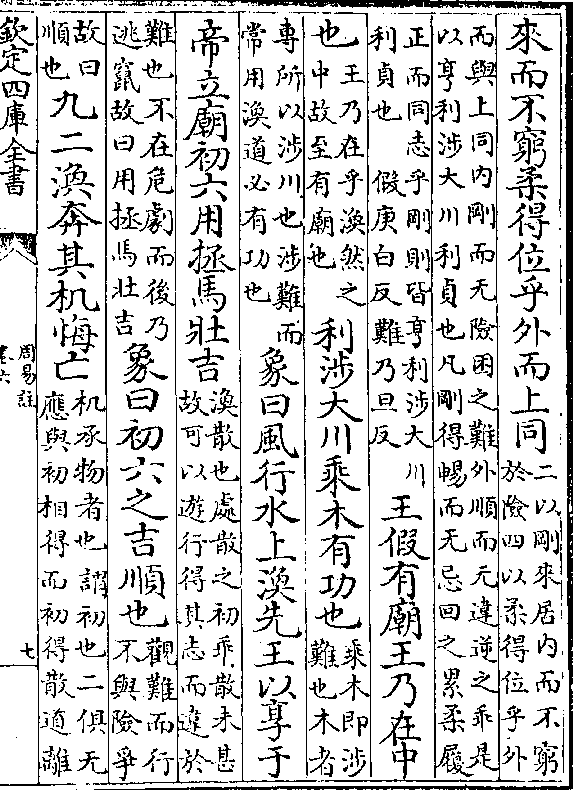 來而不窮柔得位乎外而上同二以剛來居内而不窮於險四以柔得位乎外
而與上同内剛而无險困之難外順而无違逆之乖是以亨利涉大川利貞也凡剛得暢而无忌回之累柔履
正而同志乎剛則皆亨利涉大川利貞也 假庚白反難乃旦反王假有廟王乃在中
也王乃在乎渙然之中故至有廟也利涉大川乘木有功也乘木即涉難也木者
專所以涉川也涉難而常用渙道必有功也象曰風行水上渙先王以享于
帝立廟初六用拯馬壯吉渙散也處散之初乖散未甚故可以遊行得其志而違於
難也不在危劇而後乃逃竄故曰用拯馬壯吉象曰初六之吉順也觀難而行不與險爭
故曰順也九二渙奔其机悔亡机承物者也謂初也二俱无應與初相得而初得散道離
欽定四庫全書
周易註
卷六
七